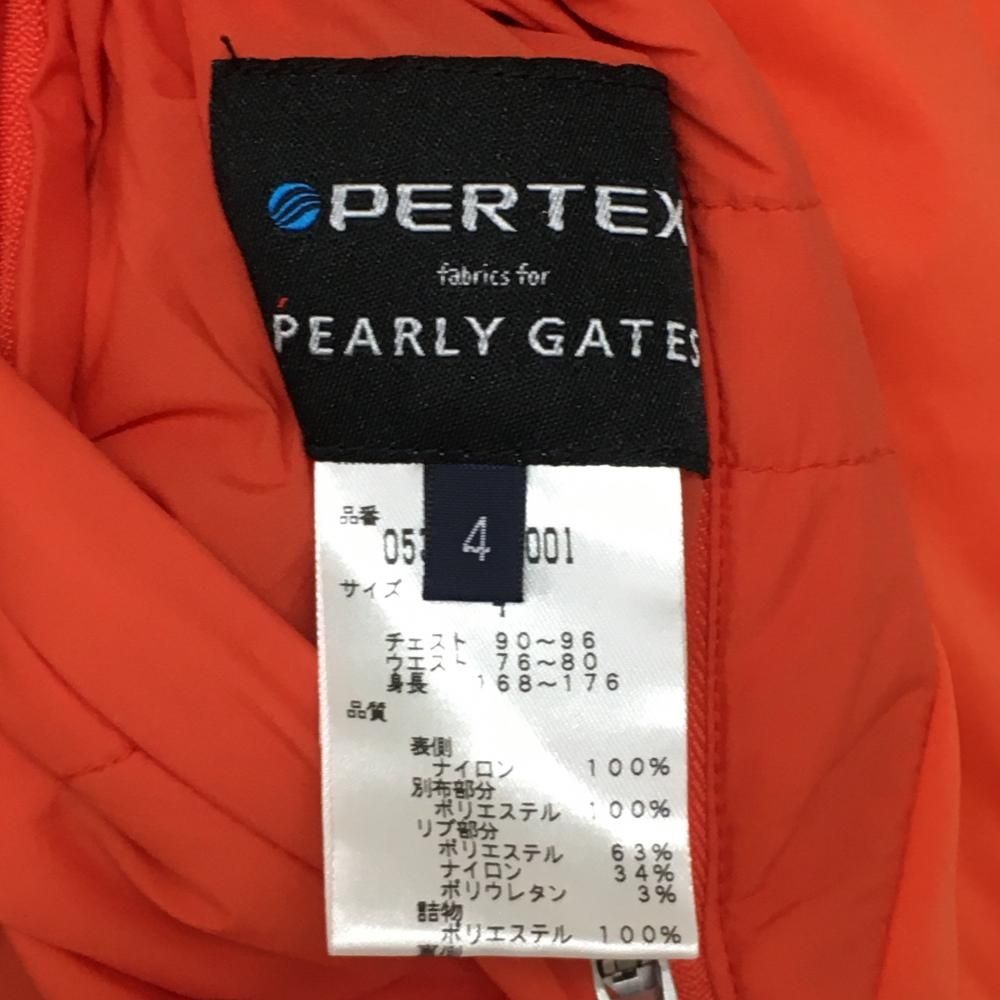 PERTEX
fabrics for
PEARLY GATES
4
品番
サイズ
チェスト 90～96
ウエスト 76～80
身長 168～176
品質
表側
ナイロン 100%
別布部分
ポリエステル 100%
リブ部分
ポリエステル 63%
ナイロン 34%
ポリウレタン 3%
詰物
ポリエステル 100%